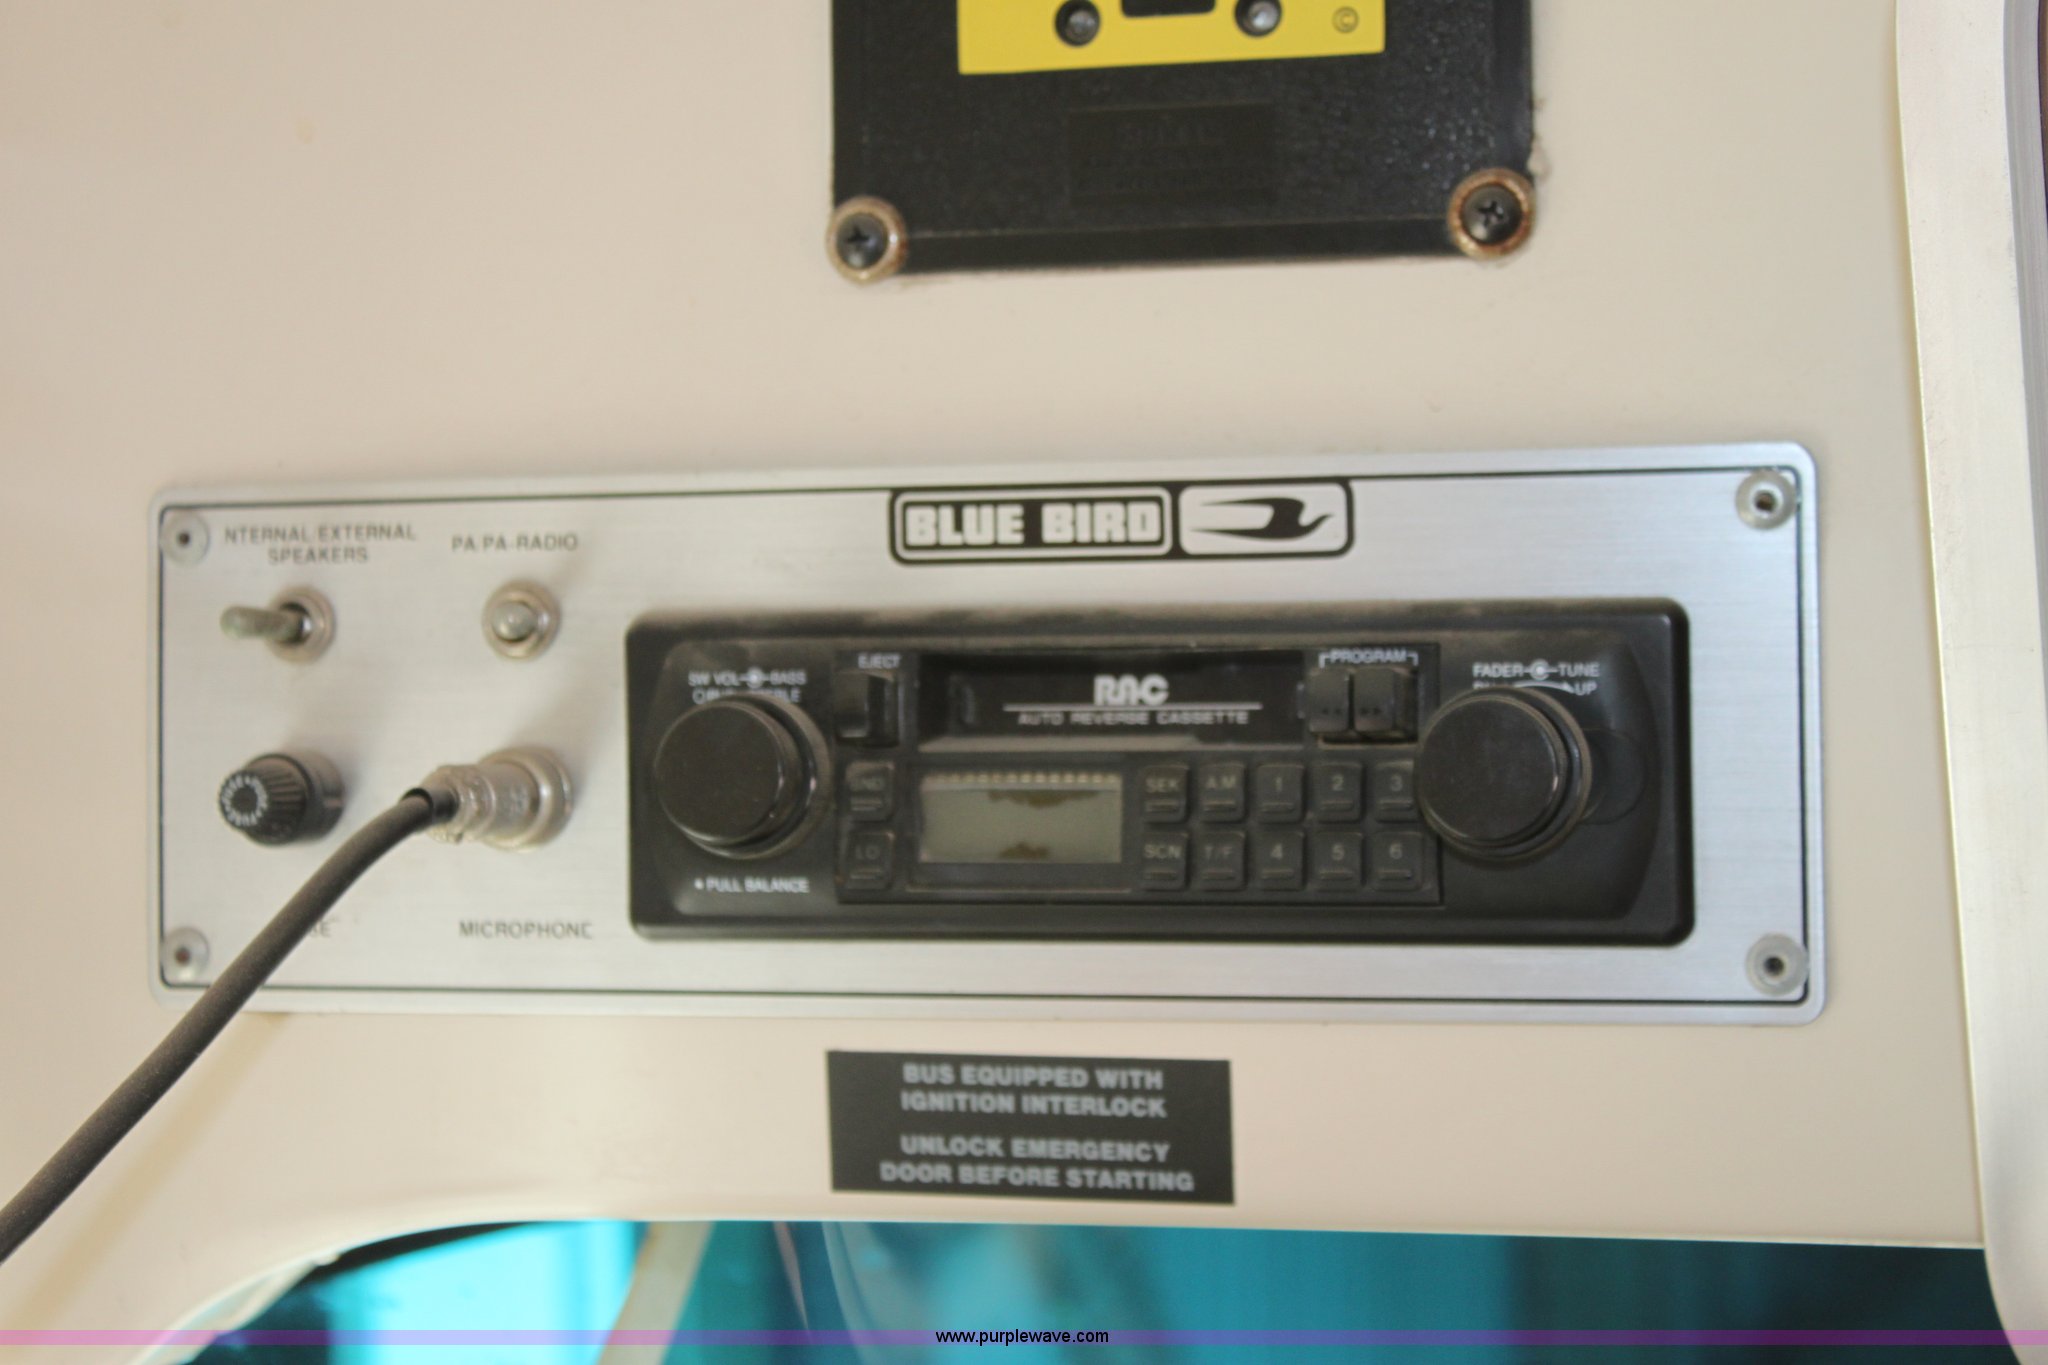 ©
BLUE BIRD
NTERNAL/EXTERNAL
SPEAKERS
PA/PA-RADIO
EJECT
PROGRAM
SW VOL BASS
FADER TUNE
UP
RAC
AUTO REVERSE CASSETTE
SEK AM 1 2 3
LO SCN T/F 4 5 6
PULL BALANCE
MICROPHONE
BUS EQUIPPED WITH
IGNITION INTERLOCK
UNLOCK EMERGENCY
DOOR BEFORE STARTING
www.purplewave.com